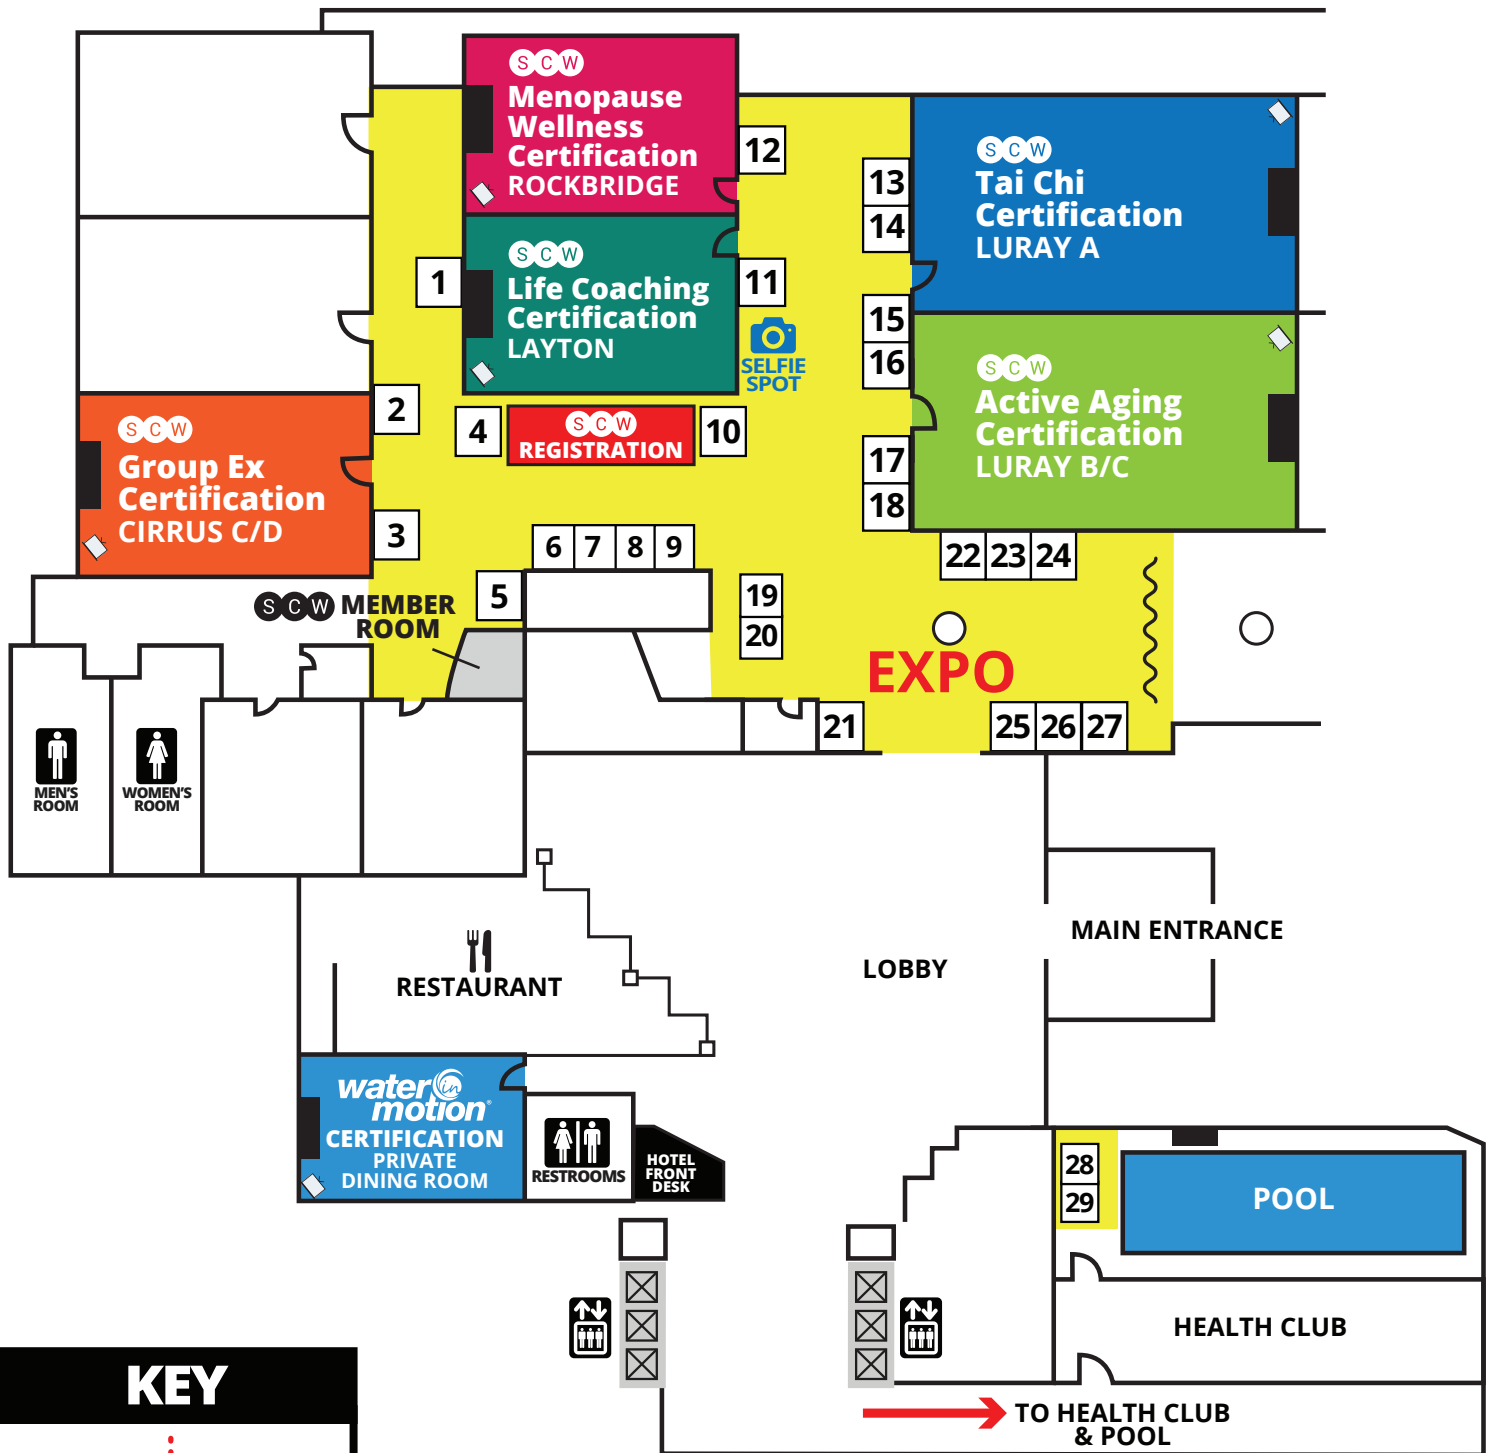 SCW
Menopause
Wellness
Certification
ROCKBRIDGE
12
SCW
Tai Chi
Certification
LURAY A
13
14
SCW
Life Coaching
Certification
LAYTON
1
11
SELFIE
SPOT
15
16
SCW
Active Aging
Certification
LURAY B/C
17
18
2
4
SCW
REGISTRATION
10
SCW
Group Ex
Certification
CIRRUS C/D
3
6
7
8
9
22
23
24
5
SCW MEMBER
ROOM
19
20
EXPO
21
25
26
27
MEN'S
ROOM
WOMEN'S
ROOM
MAIN ENTRANCE
LOBBY
RESTAURANT
water in
motion®
CERTIFICATION
PRIVATE
DINING ROOM
RESTROOMS
HOTEL
FRONT
DESK
28
29
POOL
HEALTH CLUB
KEY
TO HEALTH CLUB
& POOL